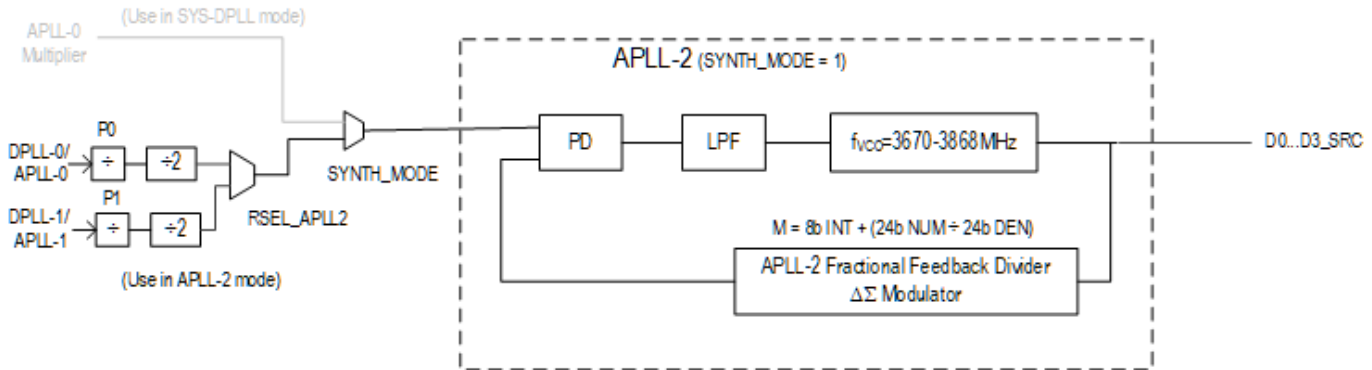 (Use in SYS-DPLL mode)
APLL-0
Multiplier
APLL-2 (SYNTH_MODE = 1)
P0
DPLL-0/
APLL-0
÷
÷2
PD
LPF
fVCO=3670-3868MHz
D0...D3_SRC
SYNTH_MODE
P1
RSEL_APLL2
DPLL-1/
APLL-1
÷
÷2
M = 8b INT + (24b NUM ÷ 24b DEN)
(Use in APLL-2 mode)
APLL-2 Fractional Feedback Divider
ΔΣ Modulator